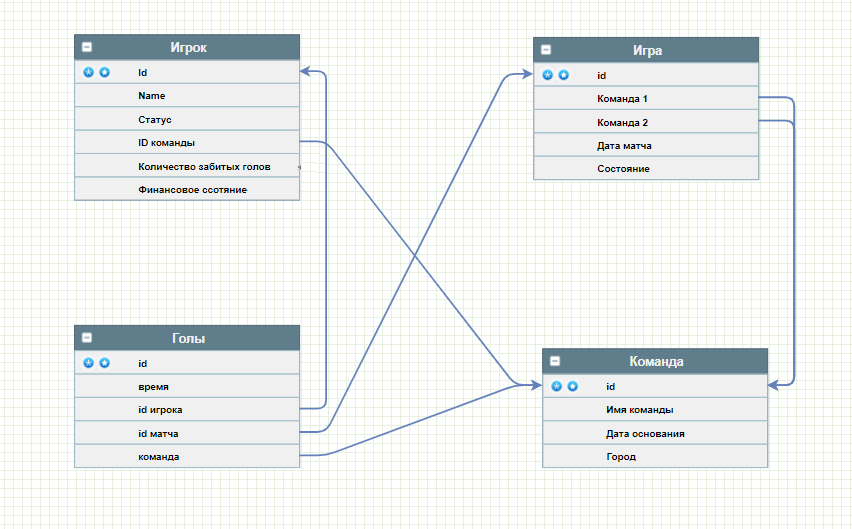 Игрок
Id
Name
Статус
ID команды
Количество забитых голов
Финансовое ссотяние
Игра
id
Команда 1
Команда 2
Дата матча
Состояние
Голы
id
время
id игрока
id матча
команда
Команда
id
Имя команды
Дата основания
Город